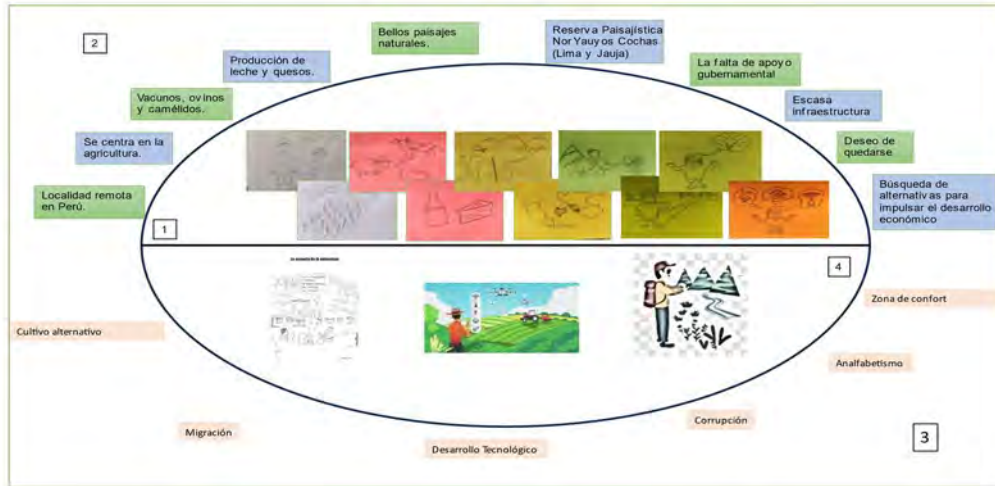 2
Bellos paisajes
naturales.
Reserva Paisajística
NorYauyos Cochas
(Lima y Jauja)
Producción de
leche y quesos.
La falta de apoyo
gubernamental
Vacunos, ovinos
y camélidos.
Escasa
infraestructura
Se centra en la
agricultura.
Deseo de
quedarse
Localidad remota
en Perú.
Búsqueda de
alternativas para
impulsar el desarrollo
económico
1
4
Zona de confort
Cultivo alternativo
Analfabetismo
Corrupción
Migración
Desarrollo Tecnológico
3